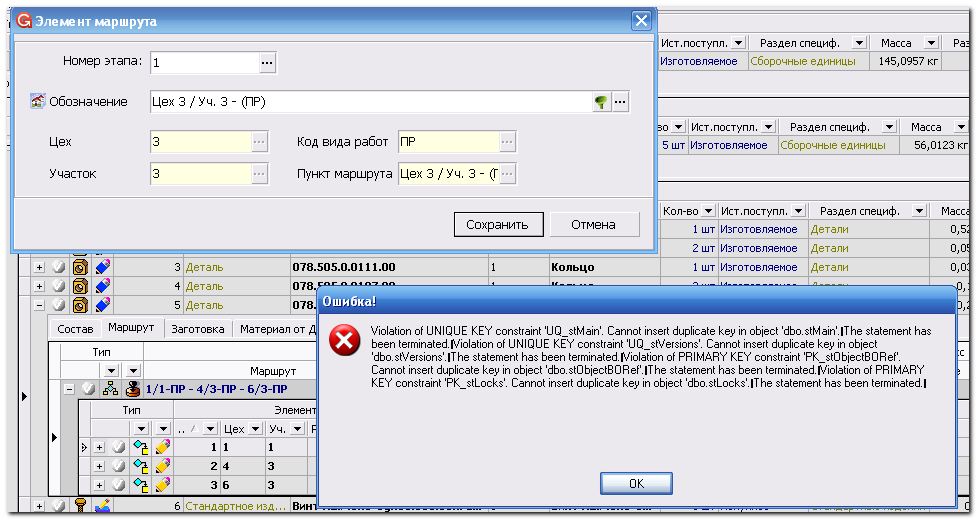 Элемент маршрута
Номер этапа: 1 ...
Обозначение Цех 3 / Уч. 3 - (ПР) ...
Цех 3 ... Код вида работ ПР ...
Участок 3 ... Пункт маршрута Цех 3 / Уч. 3 - (Г ...
Сохранить Отмена
Ист.поступл. Раздел специф. Масса Раз
Изготовляемое Сборочные единицы 145,0957 кг
во Ист.поступл. Раздел специф. Масса
5 шт Изготовляемое Сборочные единицы 56,0123 кг
Кол-во Ист.поступл. Раздел специф. Масса
1 шт Изготовляемое Детали 0,52
2 шт Изготовляемое Детали 0,05
3 Деталь 078.505.0.0111.00 1 Кольцо 1 шт Изготовляемое Детали 0,03
4 Деталь
5 Деталь
Состав Маршрут Заготовка Материал от Д
Тип
Маршрут
1/1-ПР - 4/3-ПР - 6/3-ПР
Тип Элемен
.. Цех Уч.
1 1 1
2 4 3
3 6 3
6 Стандартное изд...
Ошибка!
Violation of UNIQUE KEY constraint 'UQ_stMain'. Cannot insert duplicate key in object 'dbo.stMain'.|The statement has
been terminated.|Violation of UNIQUE KEY constraint 'UQ_stVersions'. Cannot insert duplicate key in object
'dbo.stVersions'.|The statement has been terminated.|Violation of PRIMARY KEY constraint 'PK_stObjectBORef'.
Cannot insert duplicate key in object 'dbo.stObjectBORef'.|The statement has been terminated.|Violation of PRIMARY
KEY constraint 'PK_stLocks'. Cannot insert duplicate key in object 'dbo.stLocks'.|The statement has been terminated.|
OK